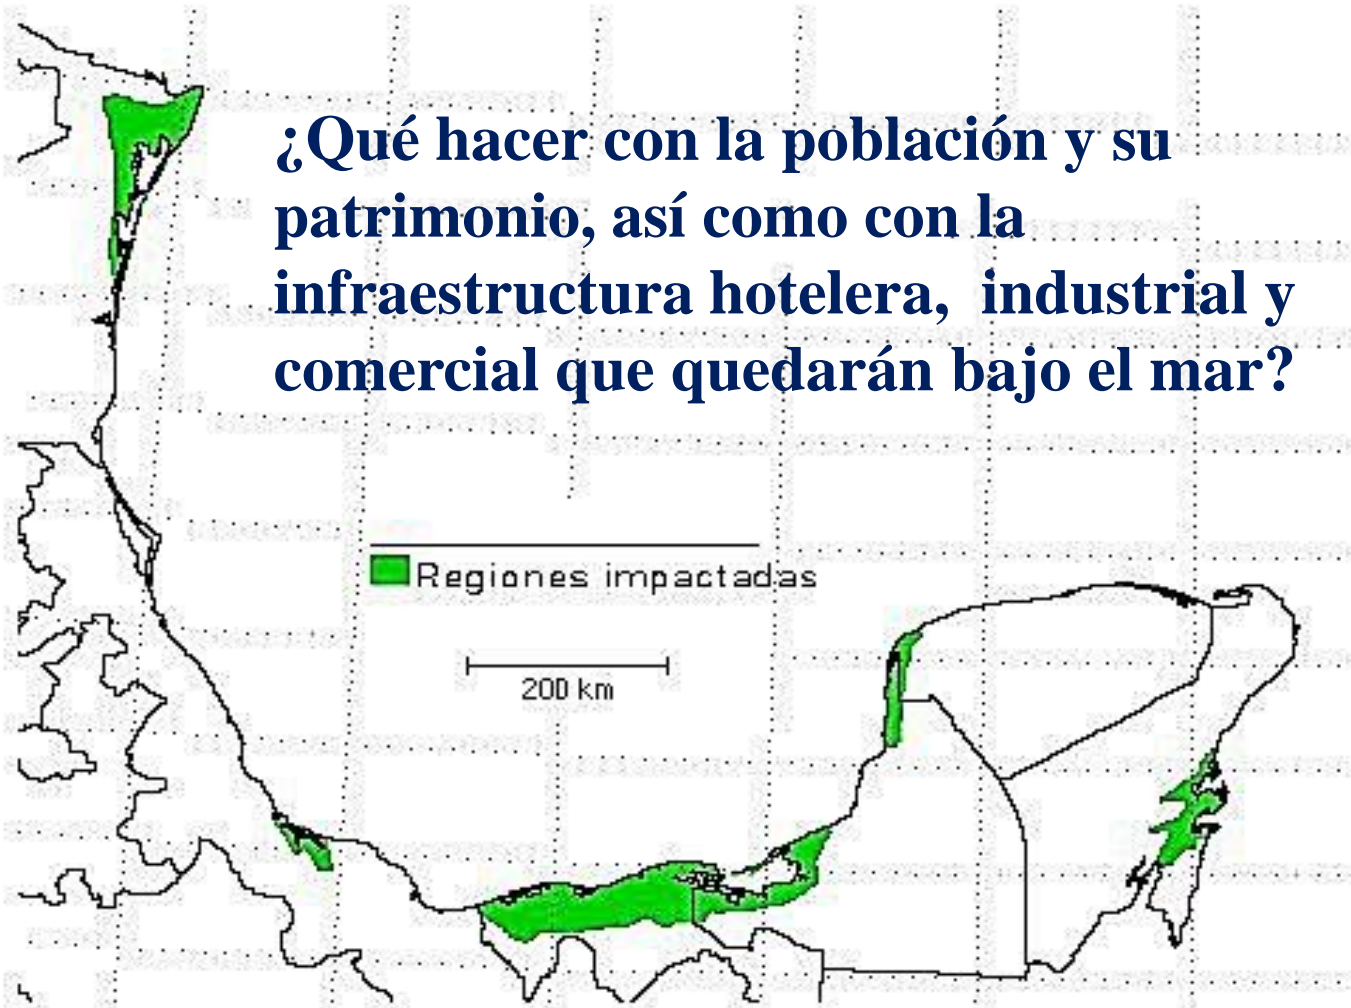 ¿Qué hacer con la población y su
patrimonio, así como con la
infraestructura hotelera, industrial y
comercial que quedarán bajo el mar?
Regiones impactadas
200 km